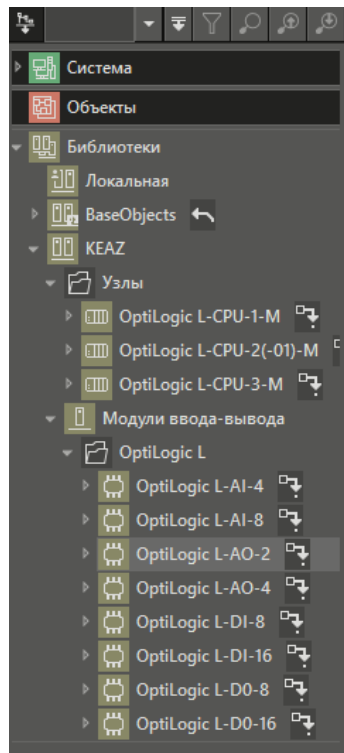 Система
Объекты
Библиотеки
Локальная
BaseObjects
KEAZ
Узлы
OptiLogic L-CPU-1-M
OptiLogic L-CPU-2(-01)-M
OptiLogic L-CPU-3-M
Модули ввода-вывода
OptiLogic L
OptiLogic L-AI-4
OptiLogic L-AI-8
OptiLogic L-AO-2
OptiLogic L-AO-4
OptiLogic L-DI-8
OptiLogic L-DI-16
OptiLogic L-D0-8
OptiLogic L-D0-16